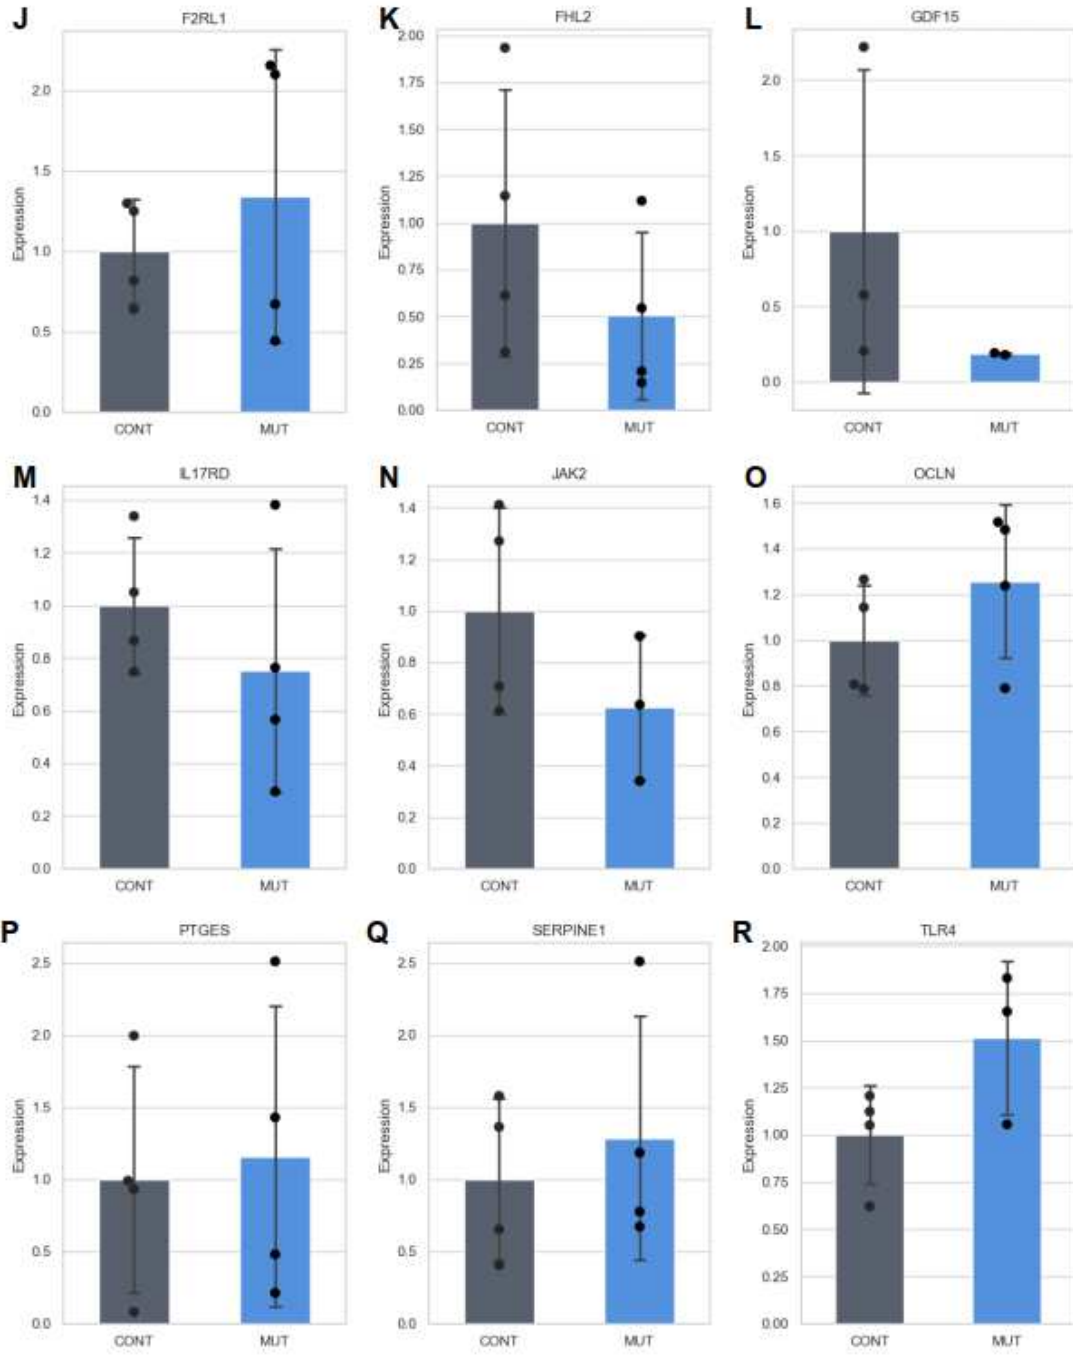 J F2RL1
Expression
2.0
1.5
1.0
0.5
0.0
CONT MUT
K FHL2
Expression
2.00
1.75
1.50
1.25
1.00
0.75
0.50
0.25
0.00
CONT MUT
L GDF15
Expression
2.0
1.5
1.0
0.5
0.0
CONT MUT
M IL17RD
Expression
1.4
1.2
1.0
0.8
0.6
0.4
0.2
0.0
CONT MUT
N JAK2
Expression
1.4
1.2
1.0
0.8
0.6
0.4
0.2
0.0
CONT MUT
O OCLN
Expression
1.6
1.4
1.2
1.0
0.8
0.6
0.4
0.2
0.0
CONT MUT
P PTGES
Expression
2.5
2.0
1.5
1.0
0.5
0.0
CONT MUT
Q SERPINE1
Expression
2.5
2.0
1.5
1.0
0.5
0.0
CONT MUT
R TLR4
Expression
2.00
1.75
1.50
1.25
1.00
0.75
0.50
0.25
0.00
CONT MUT